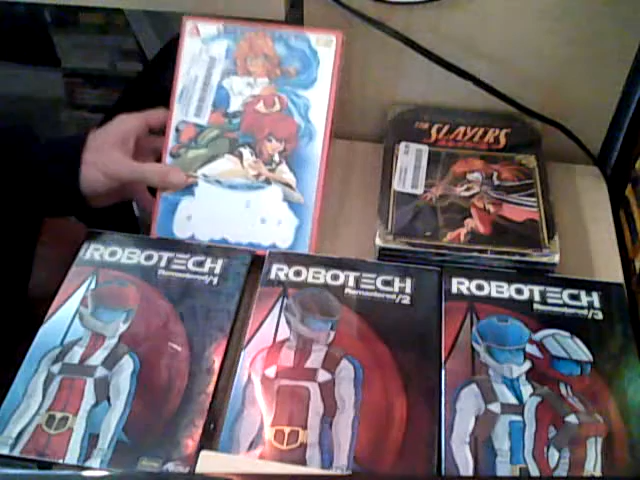 THE
SLAYERS
ROBOTECH
Remastered/1
ROBOTECH
Remastered/2
ROBOTECH
Remastered/3